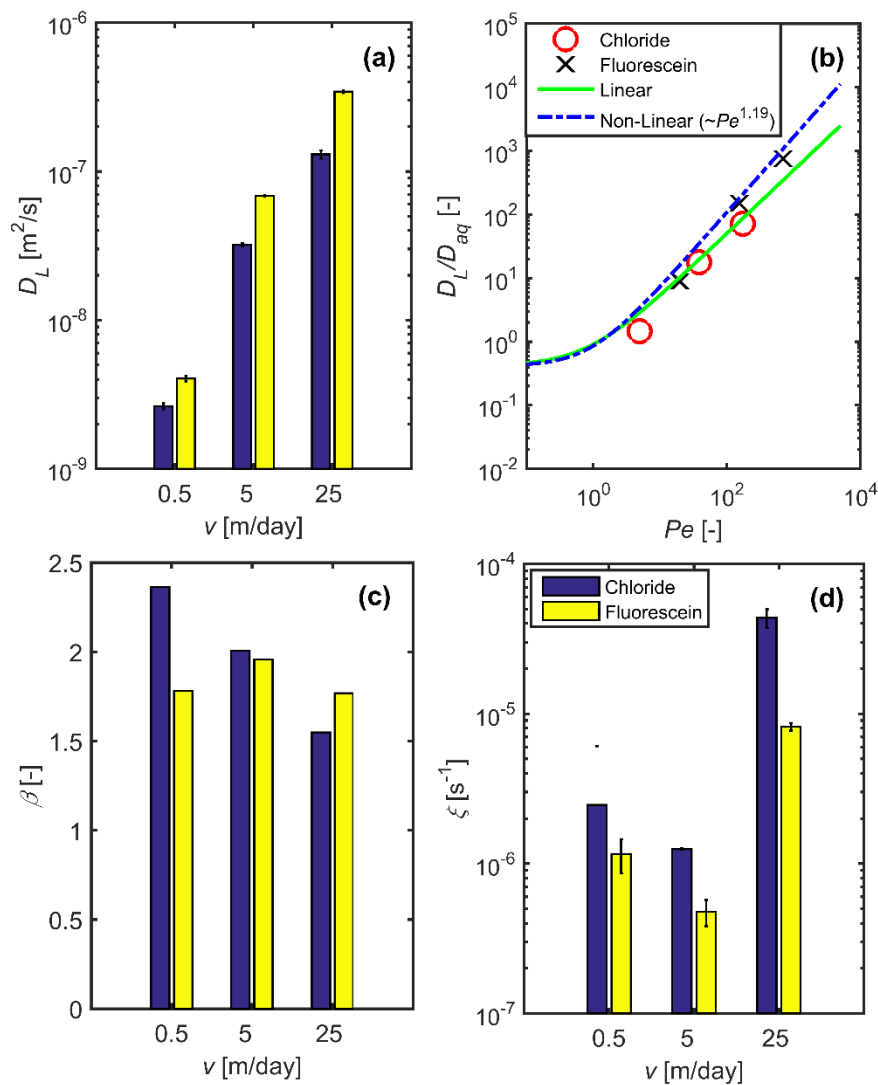 (a)
10^-6
10^-7
10^-8
10^-9
D_L [m^2/s]
0.5 5 25
v [m/day]
(b)
Chloride
Fluorescein
Linear
Non-Linear (~Pe^1.19)
10^5
10^4
10^3
10^2
10^1
10^0
10^-1
10^-2
D_L/D_aq [-]
10^0 10^2 10^4
Pe [-]
(c)
2.5
2
1.5
1
0.5
0
β [-]
0.5 5 25
v [m/day]
(d)
Chloride
Fluorescein
10^-4
10^-5
10^-6
10^-7
ξ [s^-1]
0.5 5 25
v [m/day]